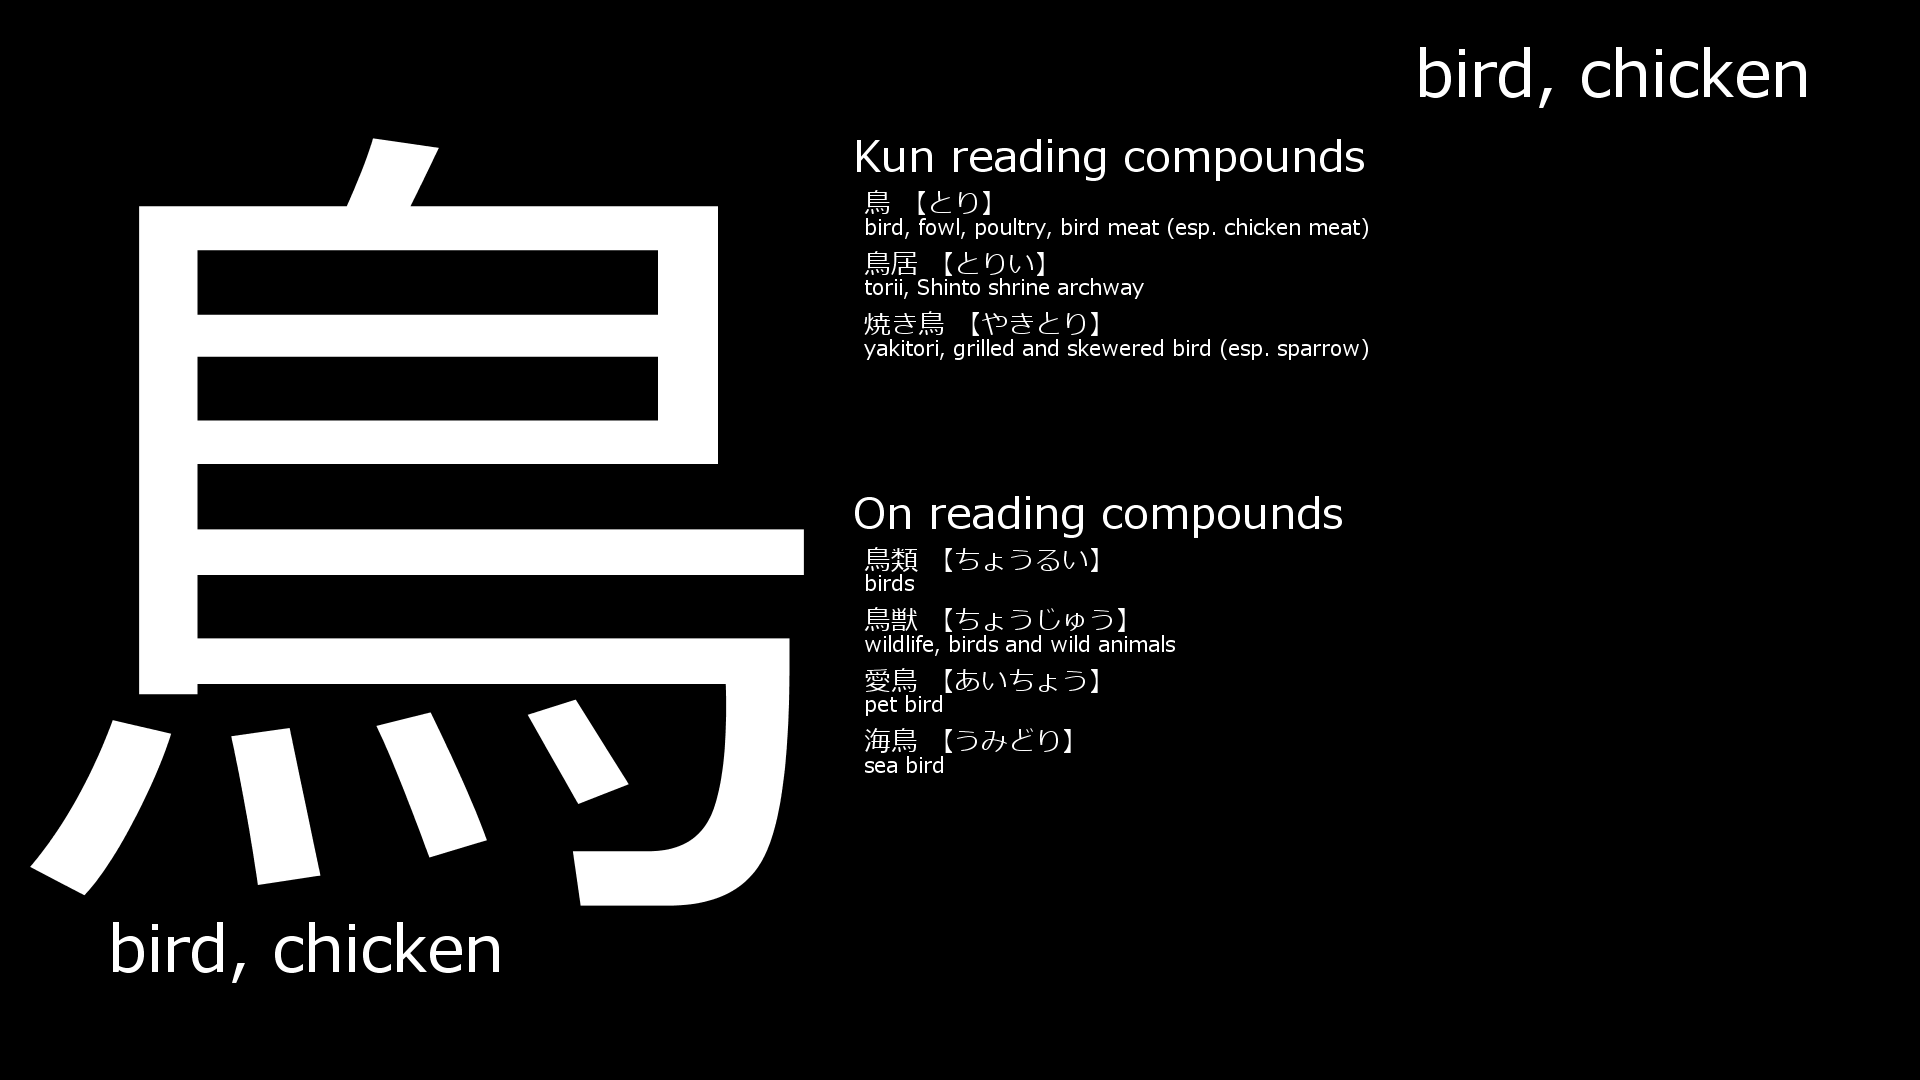 bird, chicken
鳥
bird, chicken
Kun reading compounds
鳥 【とり】
bird, fowl, poultry, bird meat (esp. chicken meat)
鳥居 【とりい】
torii, Shinto shrine archway
焼き鳥 【やきとり】
yakitori, grilled and skewered bird (esp. sparrow)
On reading compounds
鳥類 【ちょうるい】
birds
鳥獣 【ちょうじゅう】
wildlife, birds and wild animals
愛鳥 【あいちょう】
pet bird
海鳥 【うみどり】
sea bird